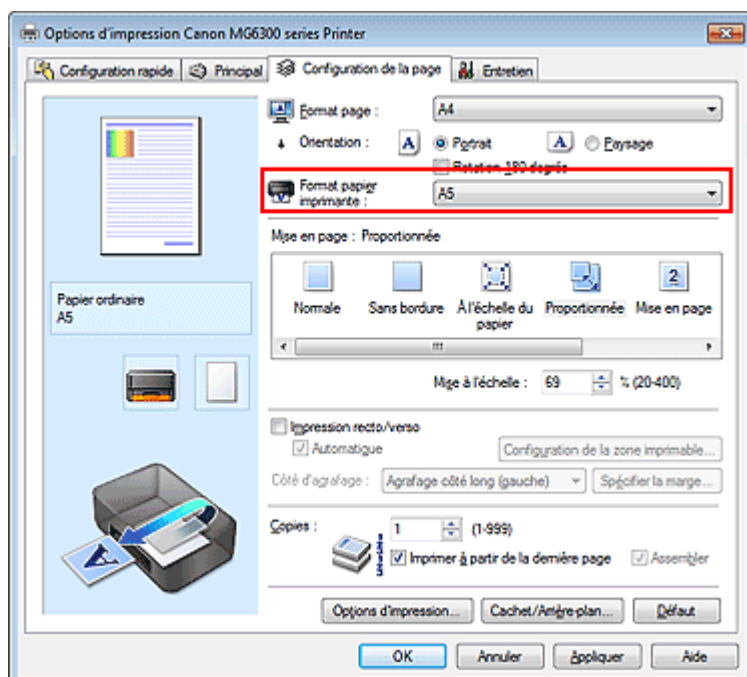 Options d'impression Canon MG6300 series Printer
Configuration rapide Principal Configuration de la page Entretien
Format page : A4
Orientation : A Portrait A Paysage
Rotation 180 degrés
Format papier imprimante : A5
Mise en page : Proportionnée
Normale Sans bordure À l'échelle du papier Proportionnée Mise en page
Papier ordinaire
A5
Mise à l'échelle : 69 % (20-400)
Impression recto/verso
Automatique Configuration de la zone imprimable...
Côté d'agrafage : Agrafage côté long (gauche) Spécifier la marge...
Copies : 1 (1-999)
Imprimer à partir de la dernière page Assembler
Options d'impression... Cachet/Arrière-plan... Défaut
OK Annuler Appliquer Aide